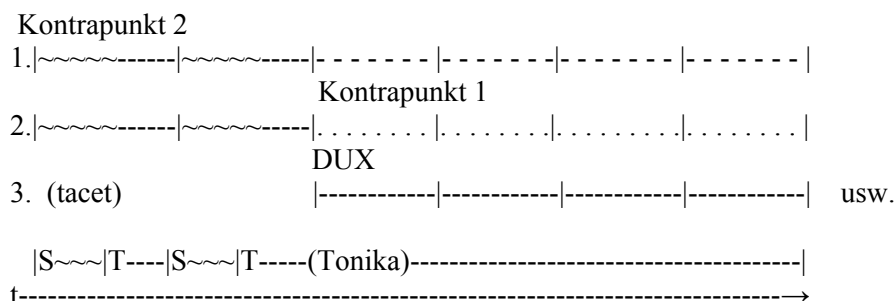 Kontrapunkt 2
1.|~~~~~------|~~~~~-----|- - - - - - -|- - - - - - -|- - - - - - -|- - - - - - - |
Kontrapunkt 1
2.|~~~~~------|~~~~~-----|. . . . . . . .|. . . . . . . .|. . . . . . . . .|. . . . . . . . |
DUX
3. (tacet) |------------|------------|------------|------------| usw.
|S~~~|T----|S~~~|T-----(Tonika)----------------------------------------|
t--------------------------------------------------------------------------→